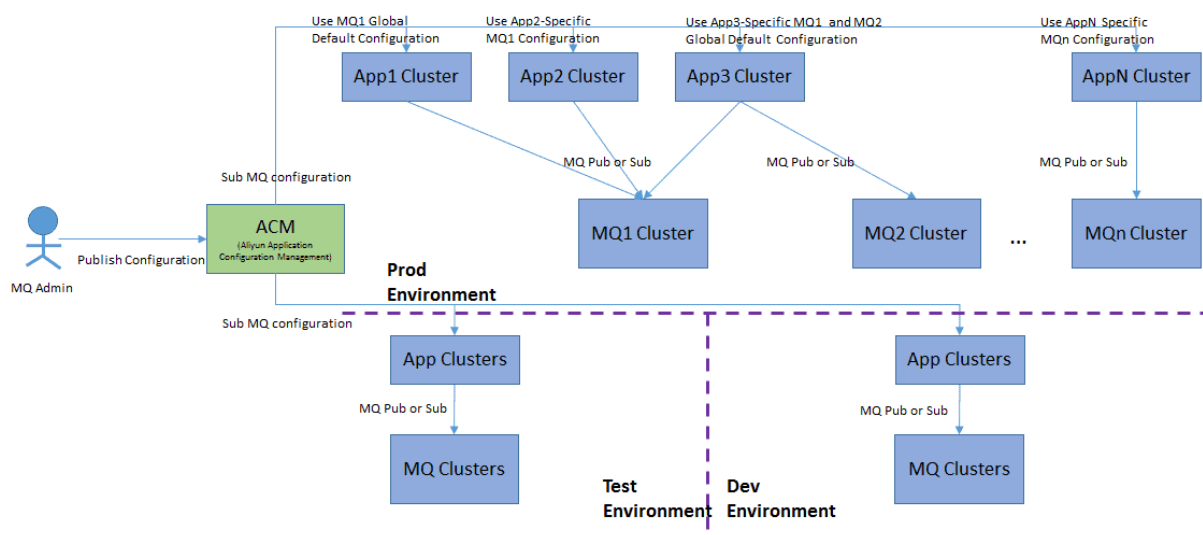 Use MQ1 Global
Default Configuration
Use App2-Specific
MQ1 Configuration
Use App3-Specific MQ1 and MQ2
Global Default Configuration
Use AppN Specific
MQn Configuration
App1 Cluster
App2 Cluster
App3 Cluster
AppN Cluster
MQ Pub or Sub
MQ Pub or Sub
MQ Pub or Sub
Sub MQ configuration
ACM
(Aliyun Application
Configuration Management)
MQ1 Cluster
MQ2 Cluster
...
MQn Cluster
Publish Configuration
MQ Admin
Prod
Environment
Sub MQ configuration
App Clusters
App Clusters
MQ Pub or Sub
MQ Pub or Sub
MQ Clusters
MQ Clusters
Test
Environment
Dev
Environment